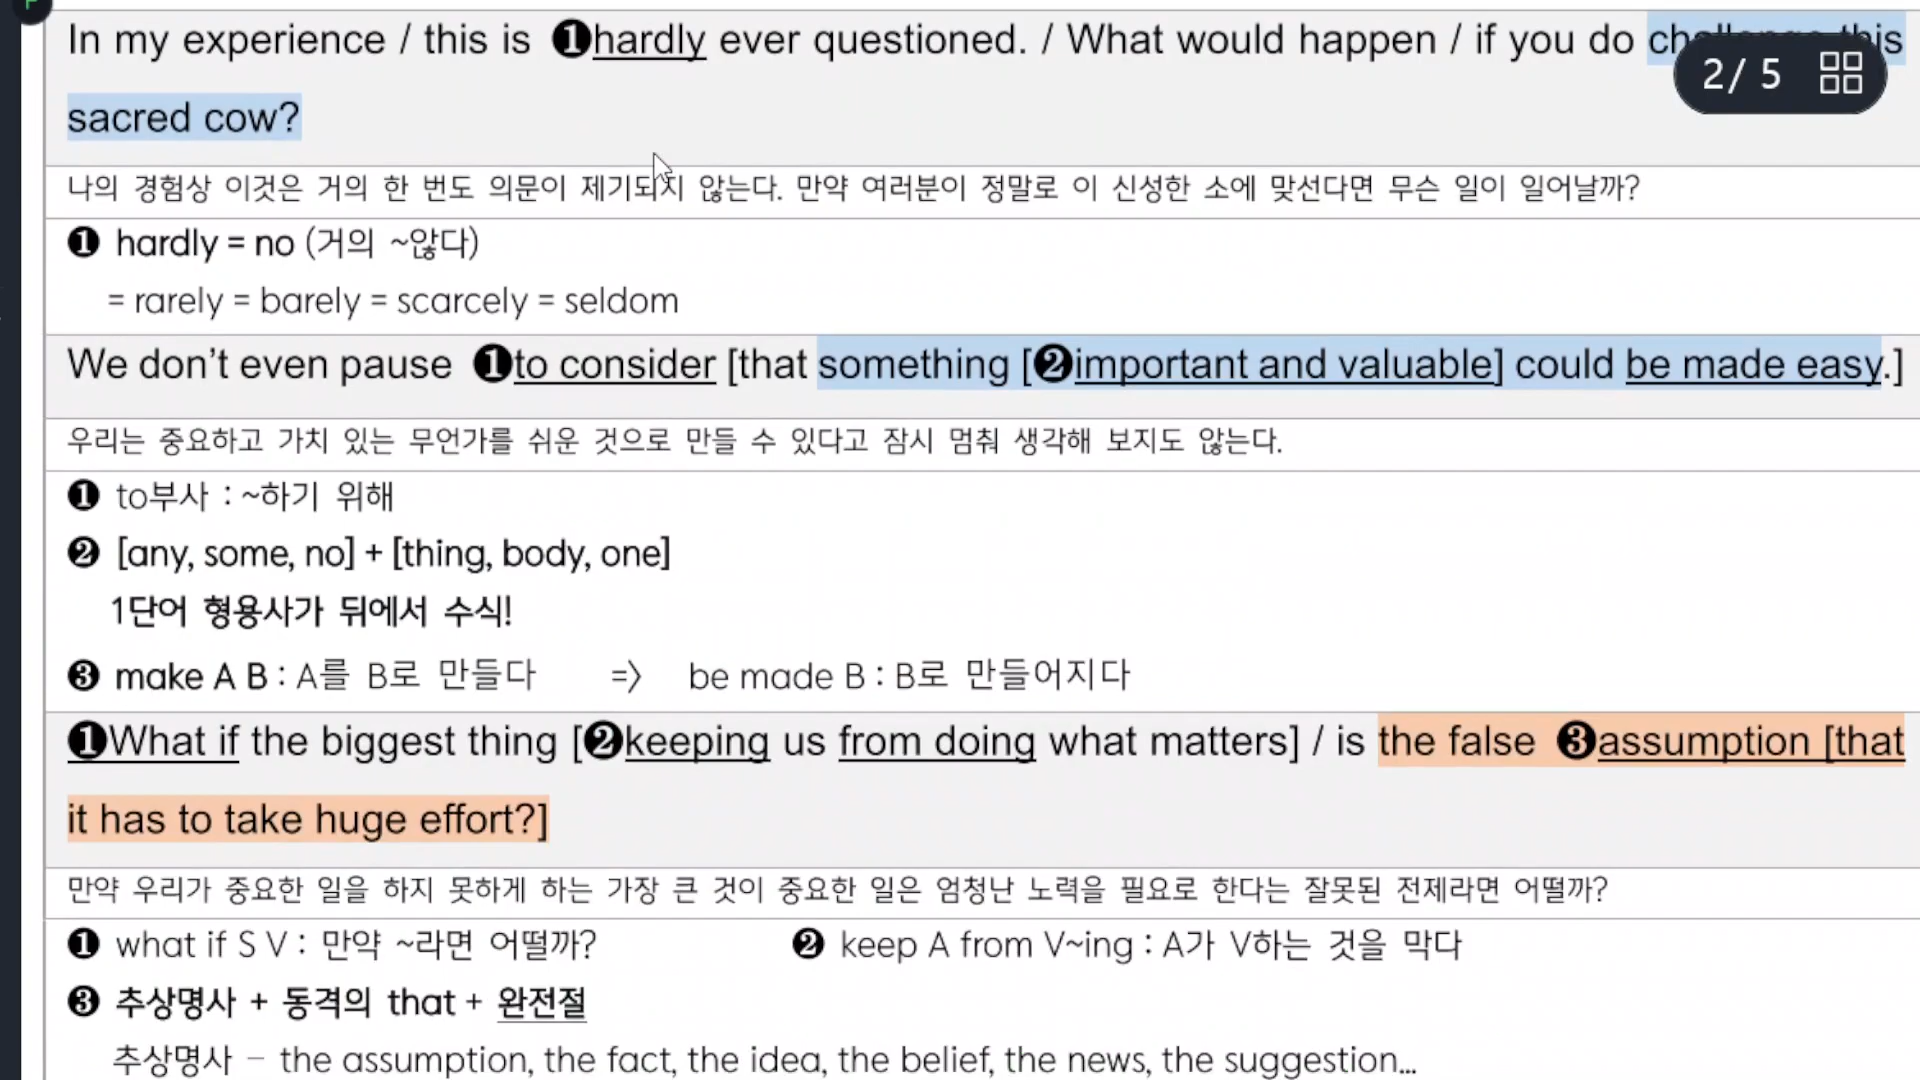 In my experience / this is ❶hardly ever questioned. / What would happen / if you do challenge this
2/ 5
sacred cow?
나의 경험상 이것은 거의 한 번도 의문이 제기되지 않는다. 만약 여러분이 정말로 이 신성한 소에 맞선다면 무슨 일이 일어날까?
❶ hardly = no (거의 ~않다)
= rarely = barely = scarcely = seldom
We don’t even pause ❶to consider [that something [❷important and valuable] could be made easy.]
우리는 중요하고 가치 있는 무언가를 쉬운 것으로 만들 수 있다고 잠시 멈춰 생각해 보지도 않는다.
❶ to부사 : ~하기 위해
❷ [any, some, no] + [thing, body, one]
1단어 형용사가 뒤에서 수식!
❸ make A B : A를 B로 만들다 => be made B : B로 만들어지다
❶What if the biggest thing [❷keeping us from doing what matters] / is the false ❸assumption [that
it has to take huge effort?]
만약 우리가 중요한 일을 하지 못하게 하는 가장 큰 것이 중요한 일은 엄청난 노력을 필요로 한다는 잘못된 전제라면 어떨까?
❶ what if S V : 만약 ~라면 어떨까? ❷ keep A from V~ing : A가 V하는 것을 막다
❸ 추상명사 + 동격의 that + 완전절
추상명사 – the assumption, the fact, the idea, the belief, the news, the suggestion...